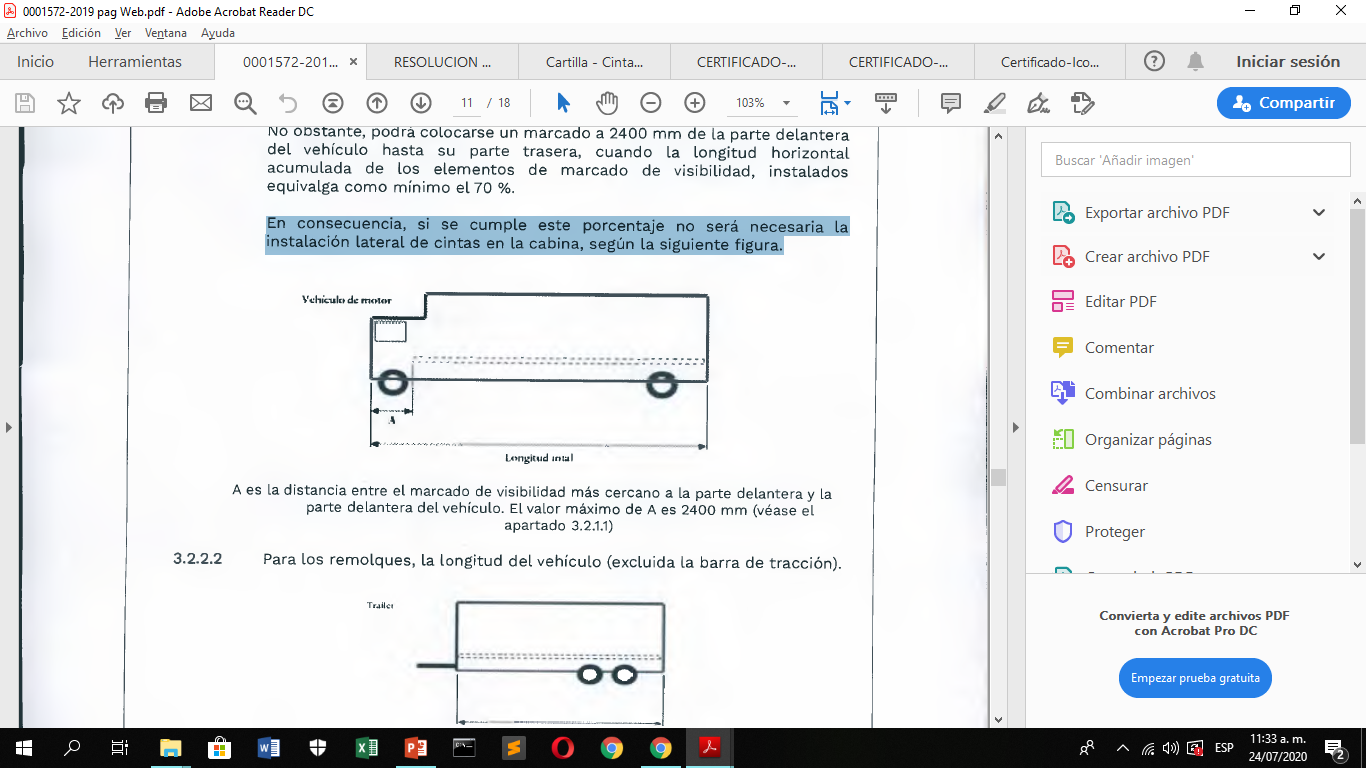 0001572-2019 pag Web.pdf - Adobe Acrobat Reader DC
Archivo Edición Ver Ventana Ayuda
Inicio Herramientas 0001572-201... × RESOLUCION ... Cartilla - Cinta... CERTIFICADO-... CERTIFICADO-... Certificado-Ico... Iniciar sesión
11 / 18 103% Compartir
No obstante, podrá colocarse un marcado a 2400 mm de la parte delantera
del vehículo hasta su parte trasera, cuando la longitud horizontal
acumulada de los elementos de marcado de visibilidad, instalados
equivalga como mínimo el 70 %.
En consecuencia, si se cumple este porcentaje no será necesaria la
instalación lateral de cintas en la cabina, según la siguiente figura.
Vehículo de motor
A
Longitud total
A es la distancia entre el marcado de visibilidad más cercano a la parte delantera y la
parte delantera del vehículo. El valor máximo de A es 2400 mm (véase el
apartado 3.2.1.1)
3.2.2.2 Para los remolques, la longitud del vehículo (excluida la barra de tracción).
Trailer
Buscar 'Añadir imagen'
Exportar archivo PDF
Crear archivo PDF
Editar PDF
Comentar
Combinar archivos
Organizar páginas
Censurar
Proteger
Convierta y edite archivos PDF
con Acrobat Pro DC
Empezar prueba gratuita
ESP
11:33 a. m.
24/07/2020
2